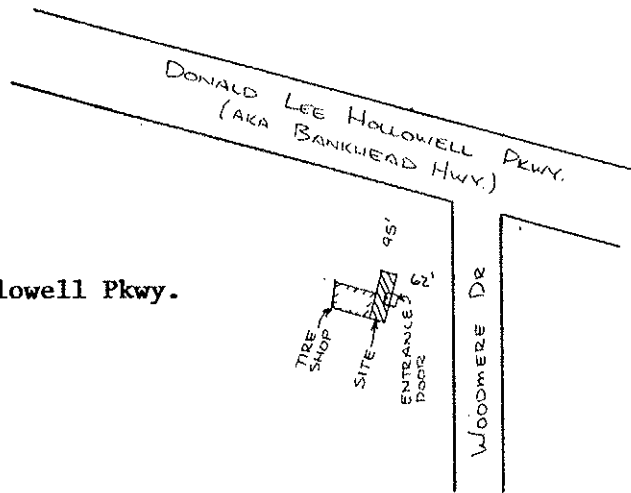 DONALD LEE HOLLOWELL PKWY.
(AKA BANKHEAD HWY.)
95'
62'
lowell Pkwy.
TIRE
SHOP
SITE
ENTRANCE
DOOR
WOODMERE DR